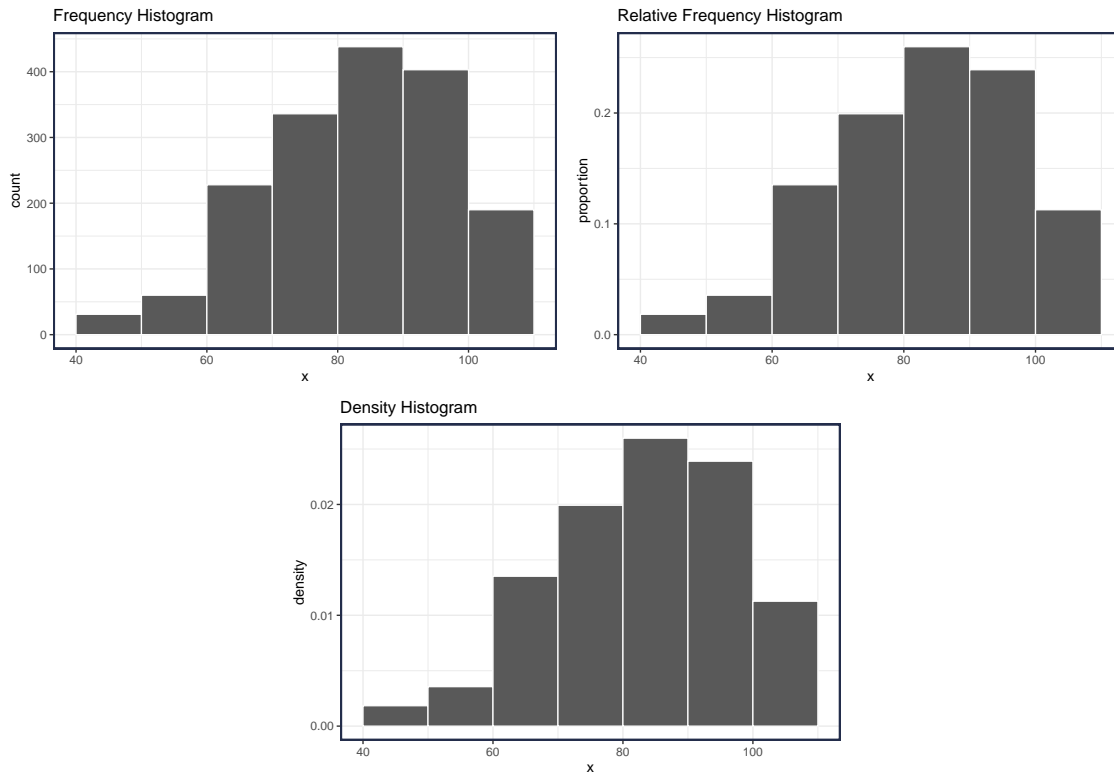 Frequency Histogram
count
400
300
200
100
0
40 60 80 100
x
Relative Frequency Histogram
proportion
0.2
0.1
0.0
40 60 80 100
x
Density Histogram
density
0.02
0.01
0.00
40 60 80 100
x